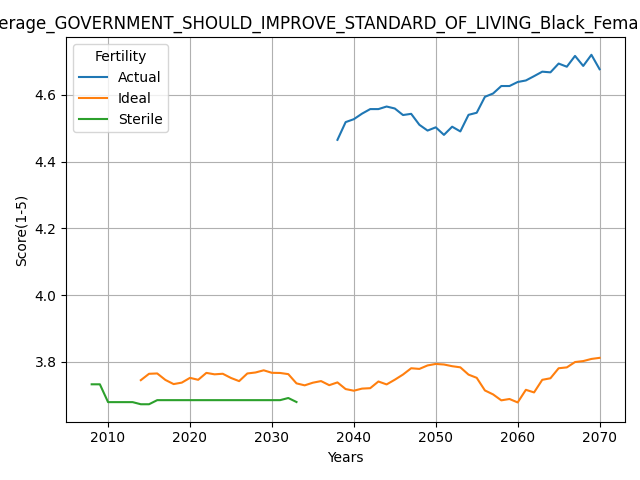 erage_GOVERNMENT_SHOULD_IMPROVE_STANDARD_OF_LIVING_Black_Fema
Fertility
Actual
Ideal
Sterile
4.6
4.4
4.2
4.0
3.8
Score(1-5)
2010 2020 2030 2040 2050 2060 2070
Years